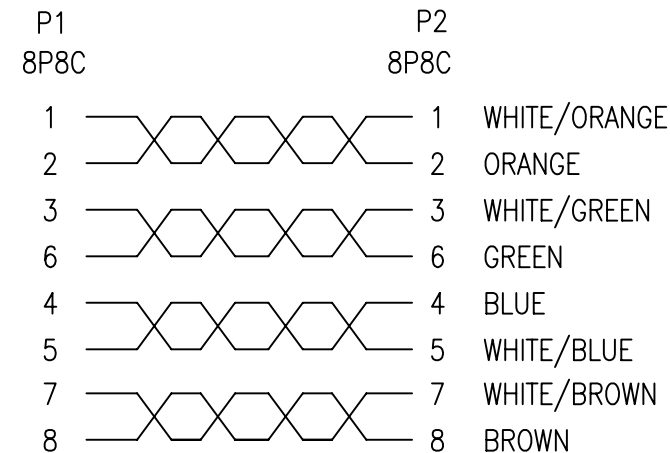 P1 P2
8P8C 8P8C
1 1 WHITE/ORANGE
2 2 ORANGE
3 3 WHITE/GREEN
6 6 GREEN
4 4 BLUE
5 5 WHITE/BLUE
7 7 WHITE/BROWN
8 8 BROWN